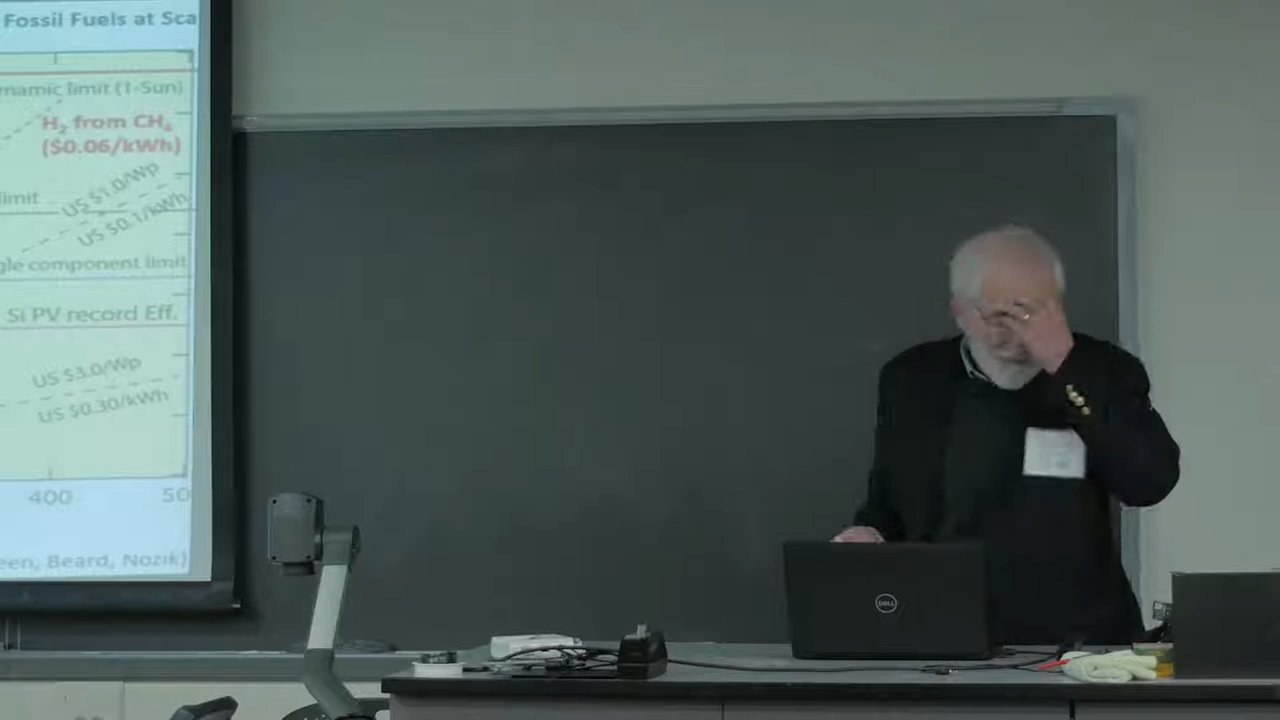 Fossil Fuels at Sca
namic limit (1-Sun)
H₂ from CH₄
($0.06/kWh)
US $1.0/Wp
limit
US $0.1/kWh
gle component limit
Si PV record Eff.
US $3.0/Wp
US $0.30/kWh
400
50
een, Beard, Nozik)
DELL